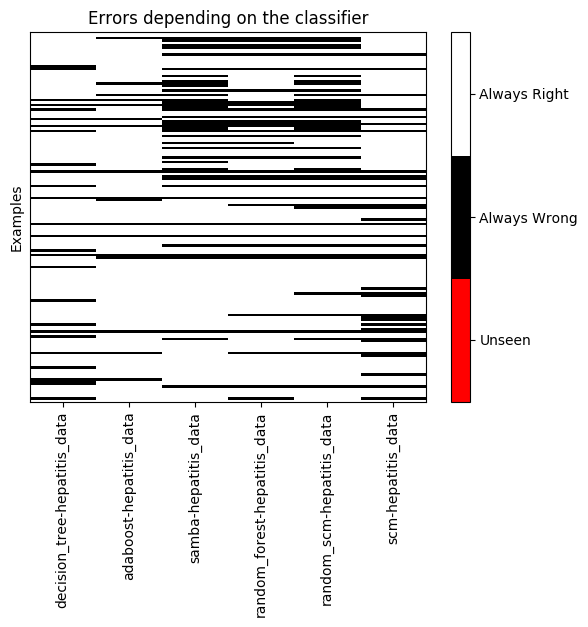 Errors depending on the classifier
Examples
Always Right
Always Wrong
Unseen
decision_tree-hepatitis_data
adaboost-hepatitis_data
samba-hepatitis_data
random_forest-hepatitis_data
random_scm-hepatitis_data
scm-hepatitis_data